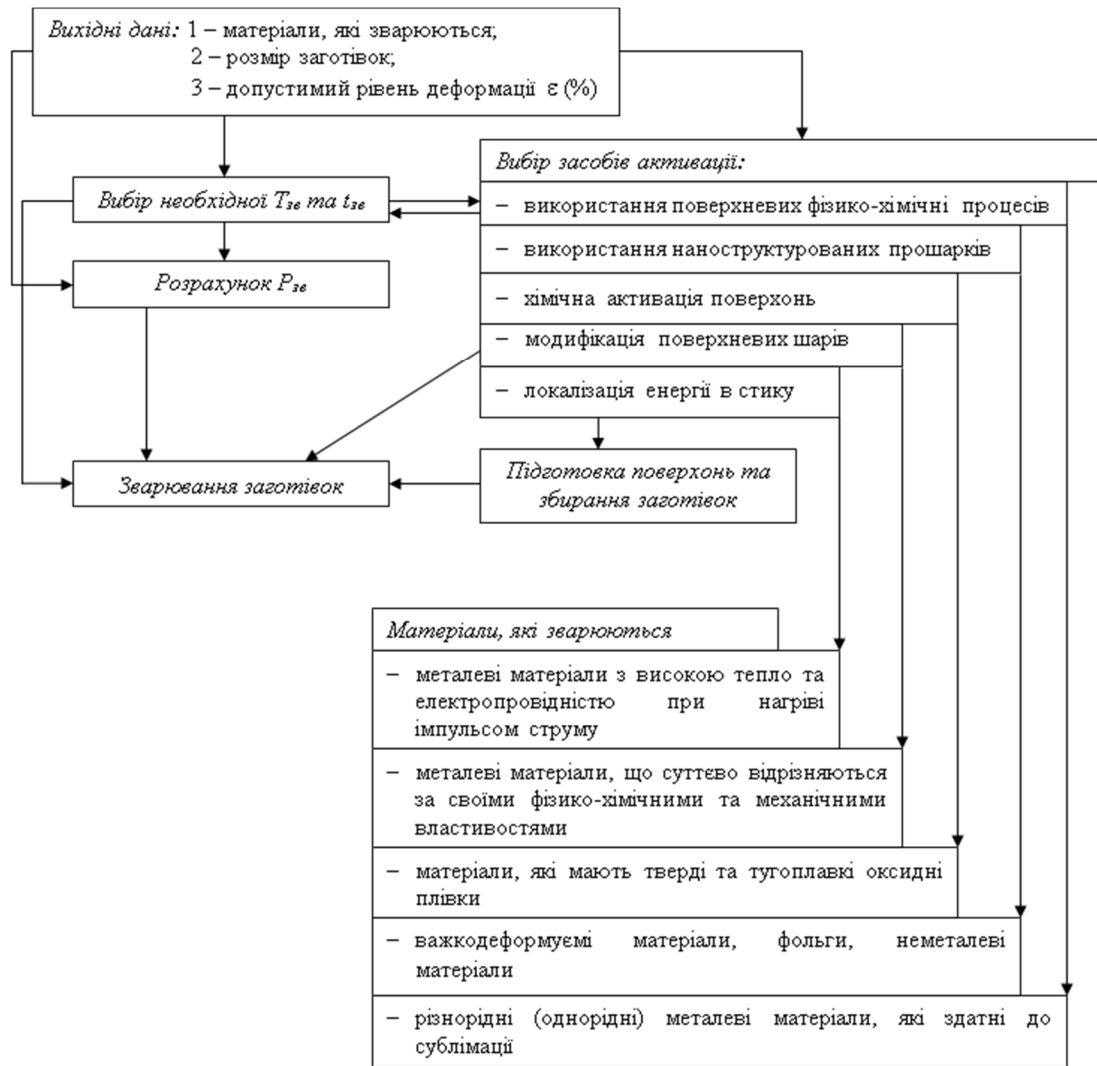 Вихідні дані: 1 – матеріали, які зварюються;
2 – розмір заготівок;
3 – допустимий рівень деформації ε (%)
Вибір засобів активації:
Вибір необхідної Tзв та tзв
– використання поверхневих фізико-хімічні процесів
– використання наноструктурованих прошарків
Розрахунок Pзв
– хімічна активація поверхонь
– модифікація поверхневих шарів
– локалізація енергії в стику
Зварювання заготівок
Підготовка поверхонь та
збирання заготівок
Матеріали, які зварюються
– металеві матеріали з високою тепло та
електропровідністю при нагріві
імпульсом струму
– металеві матеріали, що суттєво відрізняються
за своїми фізико-хімічними та механічними
властивостями
– матеріали, які мають тверді та тугоплавкі оксидні
плівки
– важкодеформуємі матеріали, фольги, неметалеві
матеріали
– різнорідні (однорідні) металеві матеріали, які здатні до
сублімації